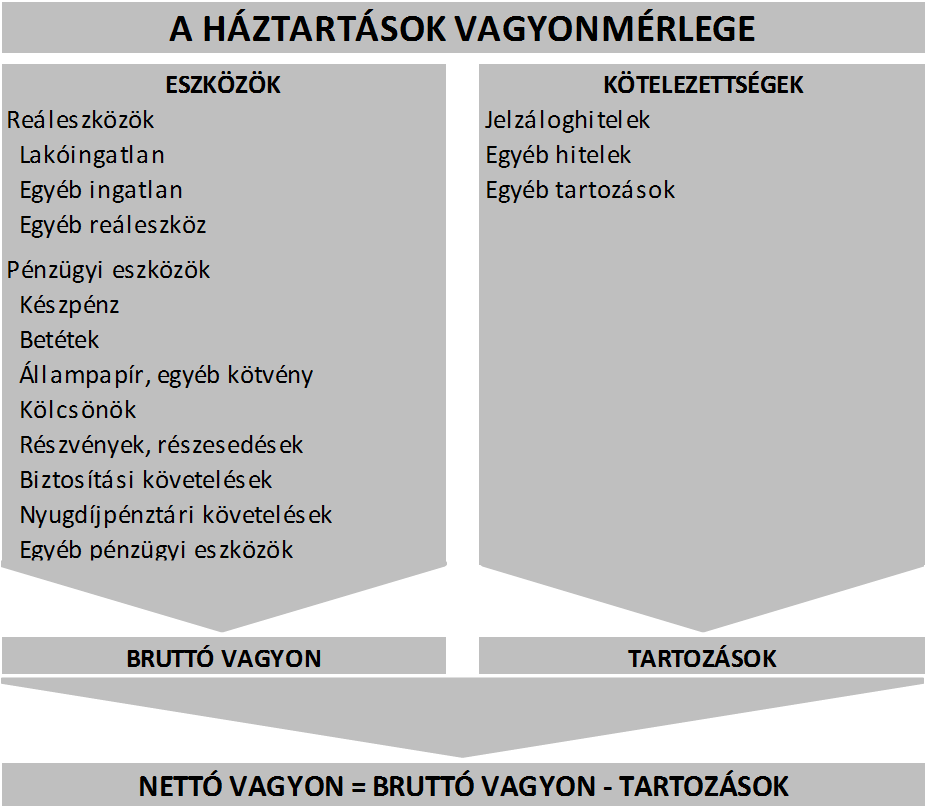 A HÁZTARTÁSOK VAGYONMÉRLEGE
ESZKÖZÖK
Reáleszközök
Lakóingatlan
Egyéb ingatlan
Egyéb reáleszköz
Pénzügyi eszközök
Készpénz
Betétek
Állampapír, egyéb kötvény
Kölcsönök
Részvények, részesedések
Biztosítási követelések
Nyugdíjpénztári követelések
Egyéb pénzügyi eszközök
KÖTELEZETTSÉGEK
Jelzáloghitelek
Egyéb hitelek
Egyéb tartozások
BRUTTÓ VAGYON
TARTOZÁSOK
NETTÓ VAGYON = BRUTTÓ VAGYON - TARTOZÁSOK